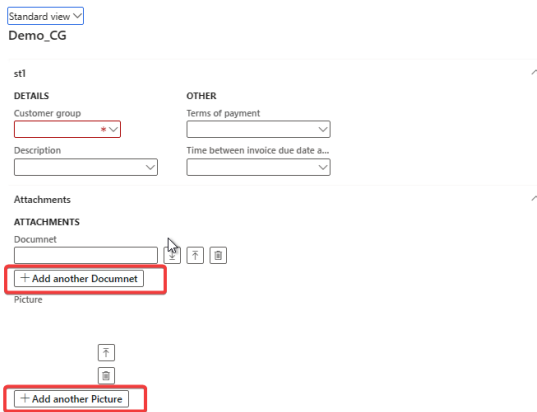 Standard view
Demo_CG
st1
DETAILS
OTHER
Customer group
Terms of payment
*
Description
Time between invoice due date a...
Attachments
ATTACHMENTS
Documnet
+ Add another Documnet
Picture
+ Add another Picture